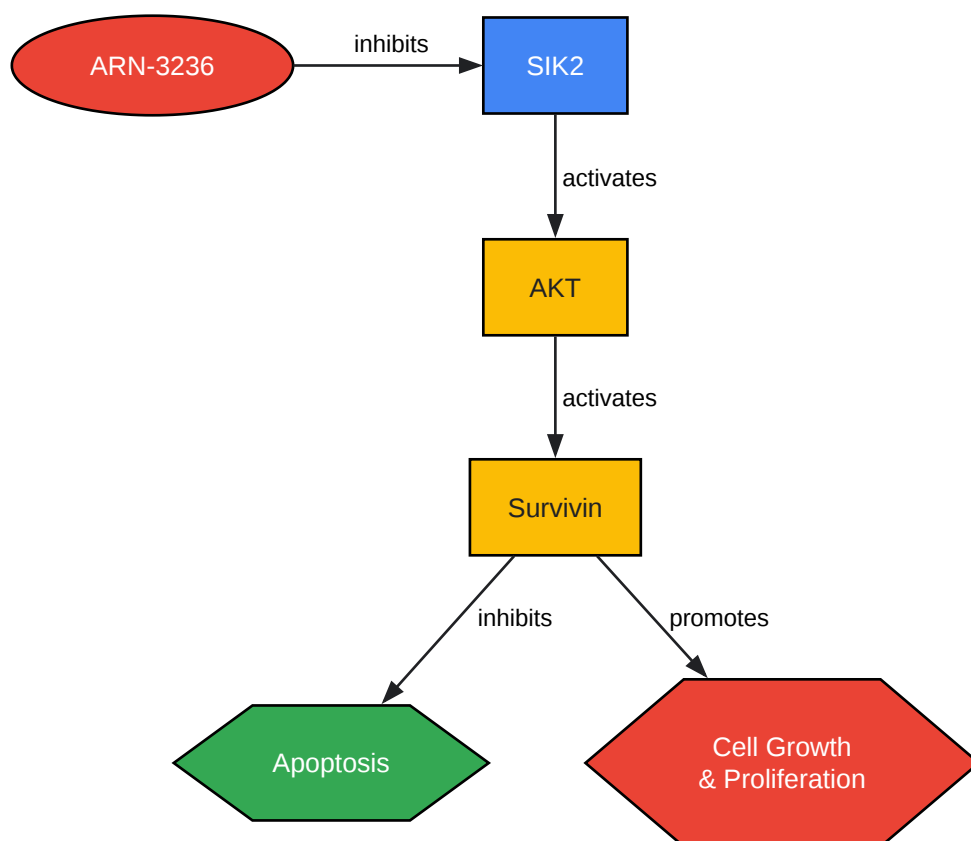 inhibits
ARN-3236
SIK2
activates
AKT
activates
Survivin
inhibits
promotes
Apoptosis
Cell Growth
& Proliferation